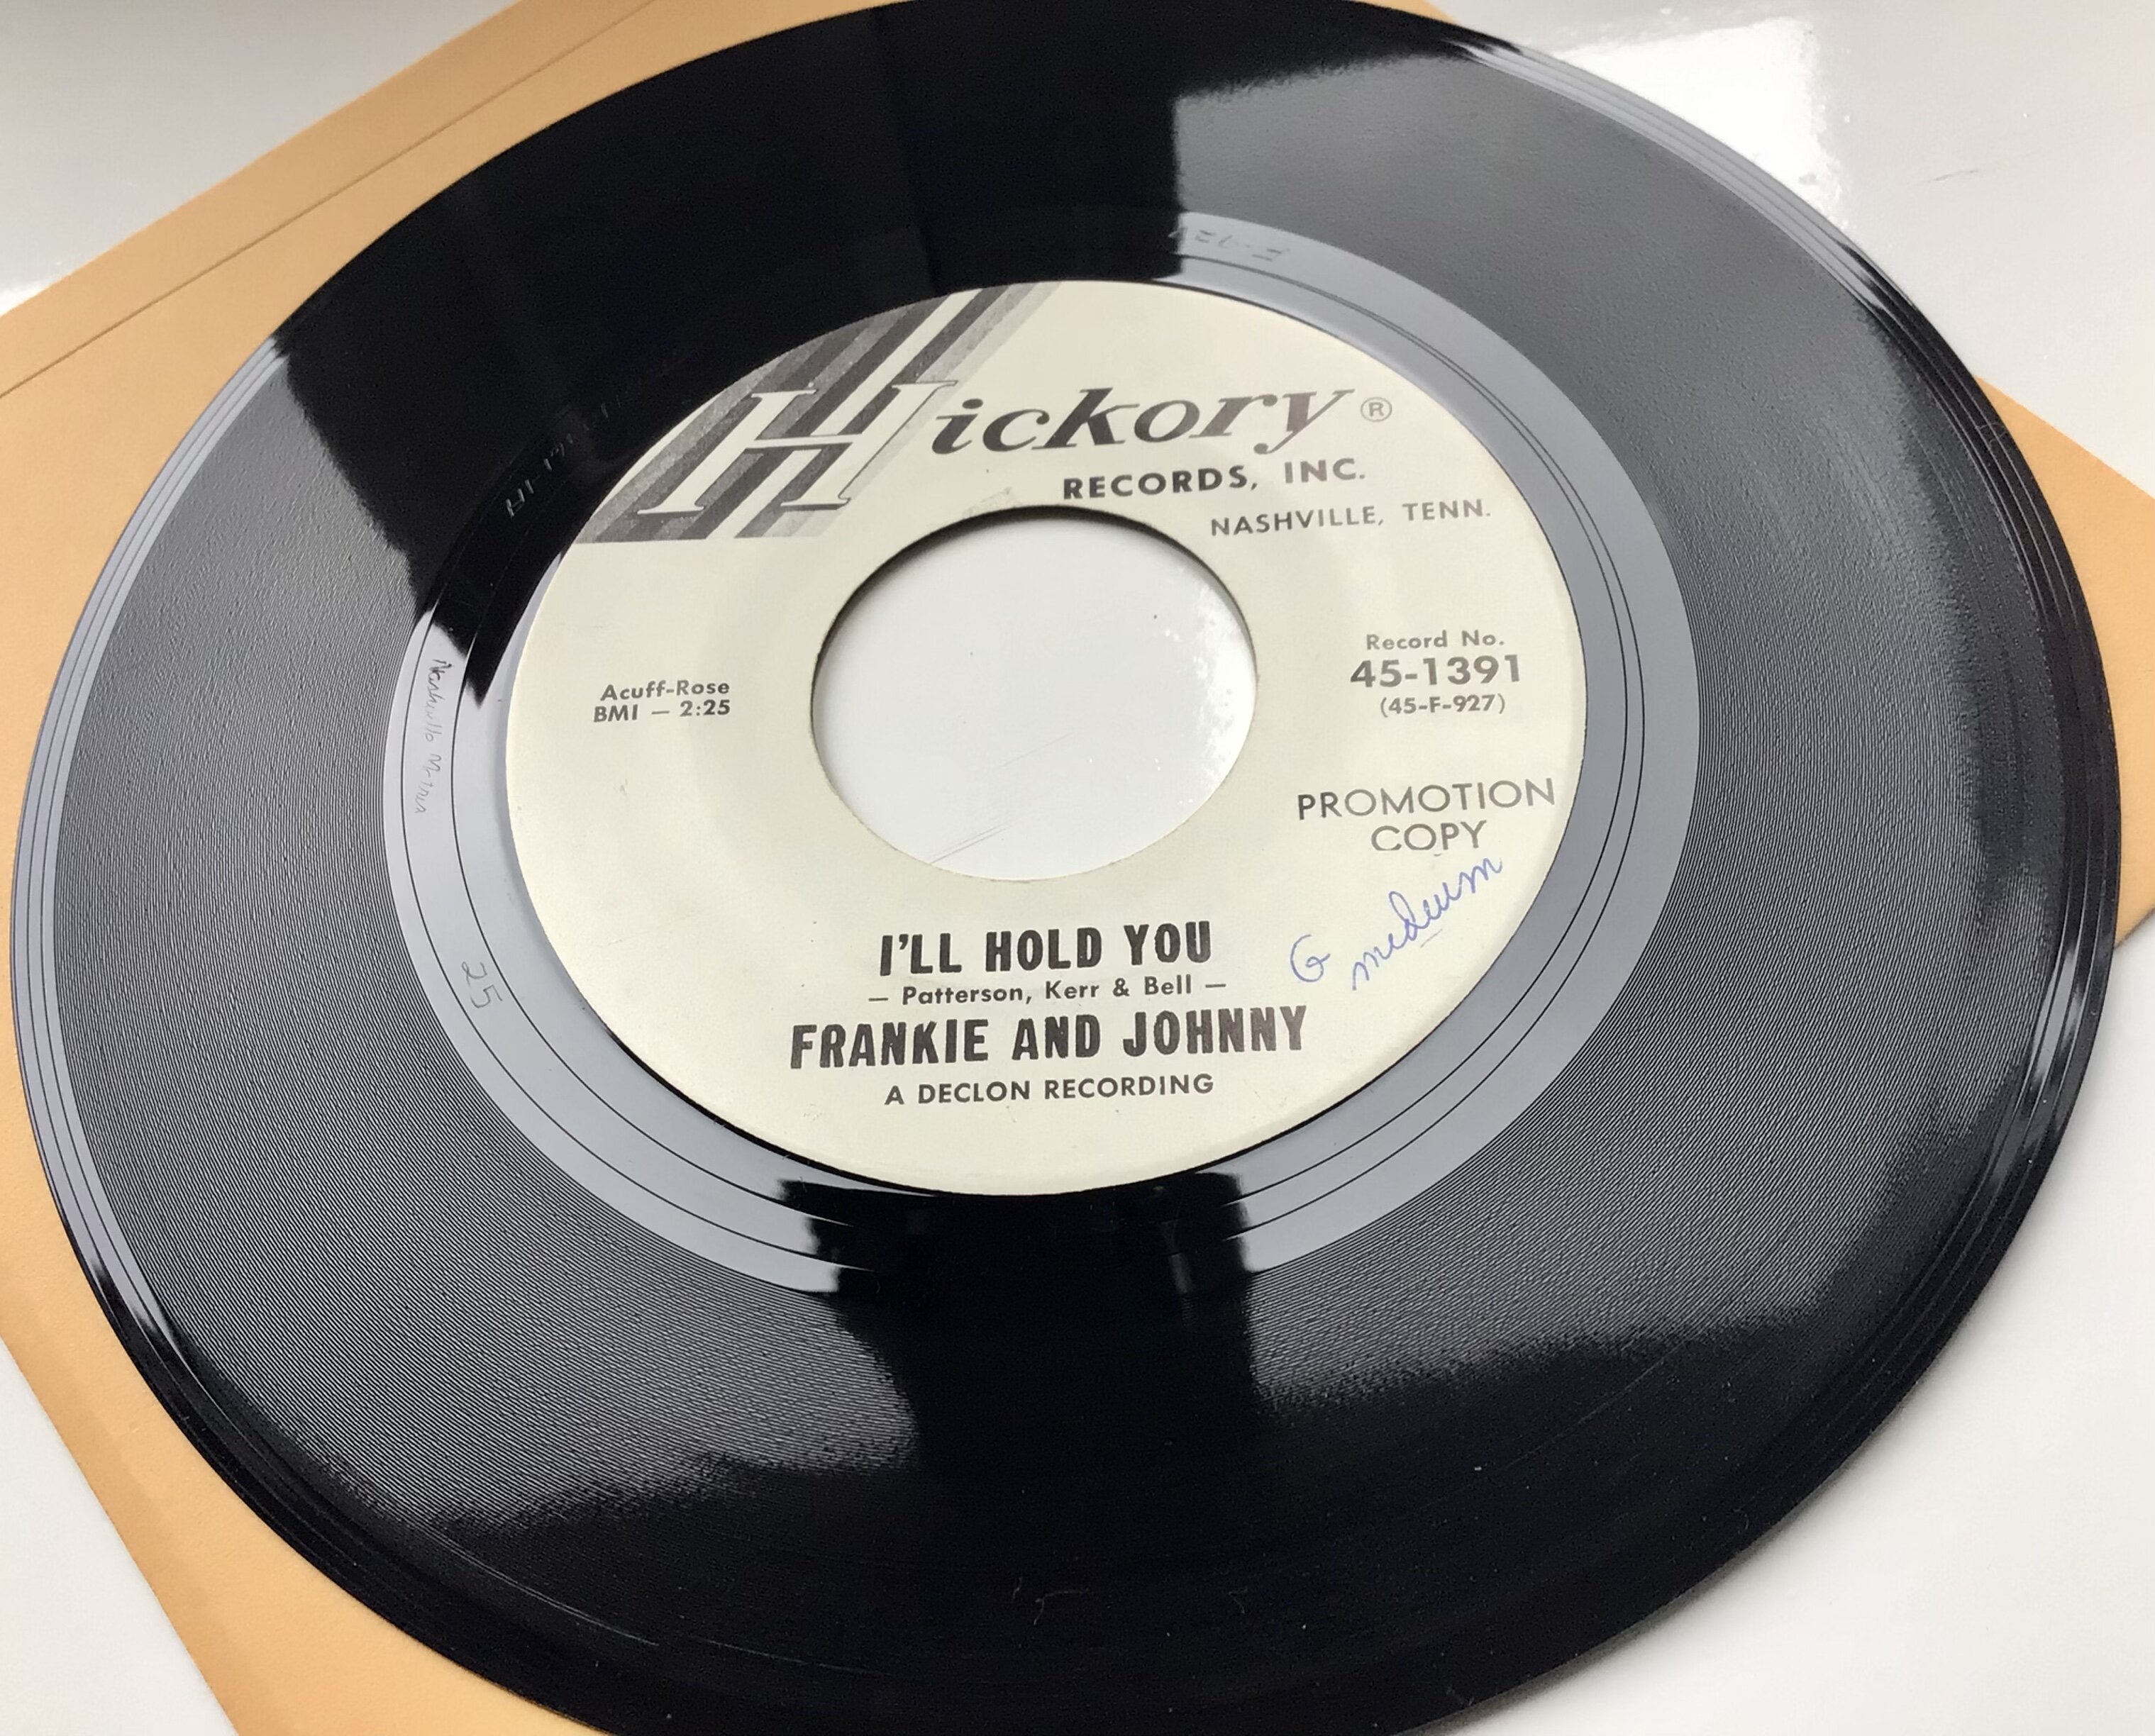 Hickory ®
RECORDS, INC.
NASHVILLE, TENN.
Acuff-Rose
BMI — 2:25
Record No.
45-1391
(45-F-927)
PROMOTION
COPY
G medium
I'LL HOLD YOU
— Patterson, Kerr & Bell —
FRANKIE AND JOHNNY
A DECLON RECORDING
25